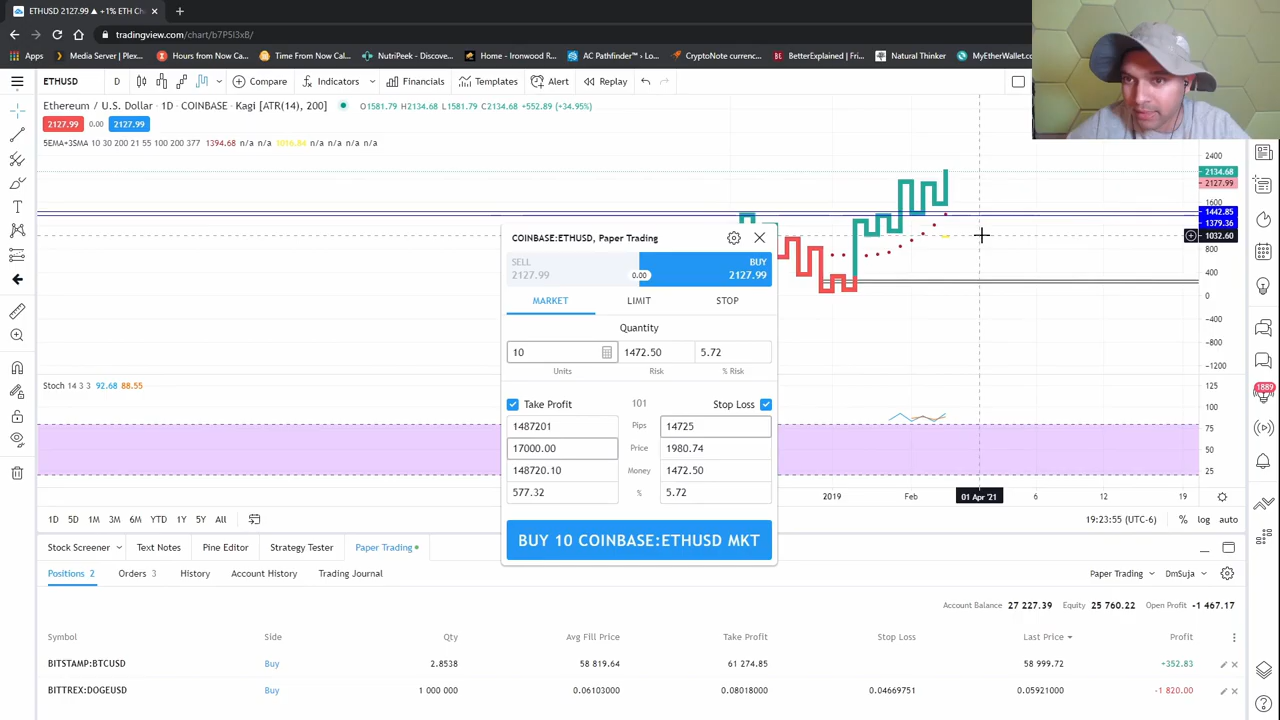 ETHUSD 2127.99 ▲ +1% ETH Ch
tradingview.com/chart/b7P5I3xB/
Apps
Media Server | Plex...
Hours from Now Cal...
Time From Now Cal...
NutriPeek - Discove...
Home - Ironwood R...
AC Pathfinder™ › Lo...
CryptoNote currenc...
BetterExplained | Fr...
Natural Thinker
MyEtherWallet.co
ETHUSD D Compare Indicators Financials Templates Alert Replay
Ethereum / U.S. Dollar · 1D · COINBASE · Kagi [ATR(14), 200] O1581.79 H2134.68 L1581.79 C2134.68 +552.89 (+34.95%)
2127.99 0.00 2127.99
5EMA+3SMA 10 30 200 21 55 100 200 377 1394.68 n/a n/a 1016.84 n/a n/a n/a n/a
2400
2134.68
2127.99
1600
1442.85
1379.36
1032.60
800
400
0
−400
−800
−1200
COINBASE:ETHUSD, Paper Trading
SELL BUY
2127.99 0.00 2127.99
MARKET LIMIT STOP
Quantity
10 1472.50 5.72
Units Risk % Risk
Take Profit 101 Stop Loss
1487201 Pips 14725
17000.00 Price 1980.74
148720.10 Money 1472.50
577.32 % 5.72
BUY 10 COINBASE:ETHUSD MKT
Stoch 14 3 3 92.68 88.55
125
100
75
50
25
2019 Feb 01 Apr '21 6 12 19
1D 5D 1M 3M 6M YTD 1Y 5Y All
19:23:55 (UTC-6) % log auto
Stock Screener Text Notes Pine Editor Strategy Tester Paper Trading
Positions 2 Orders 3 History Account History Trading Journal
Paper Trading DmSuja
Account Balance 27 227.39 Equity 25 760.22 Open Profit -1 467.17
Symbol Side Qty Avg Fill Price Take Profit Stop Loss Last Price Profit
BITSTAMP:BTCUSD Buy 2.8538 58 819.64 61 274.85 58 999.72 +352.83
BITTREX:DOGEUSD Buy 1 000 000 0.06103000 0.08018000 0.04669751 0.05921000 -1 820.00
1889